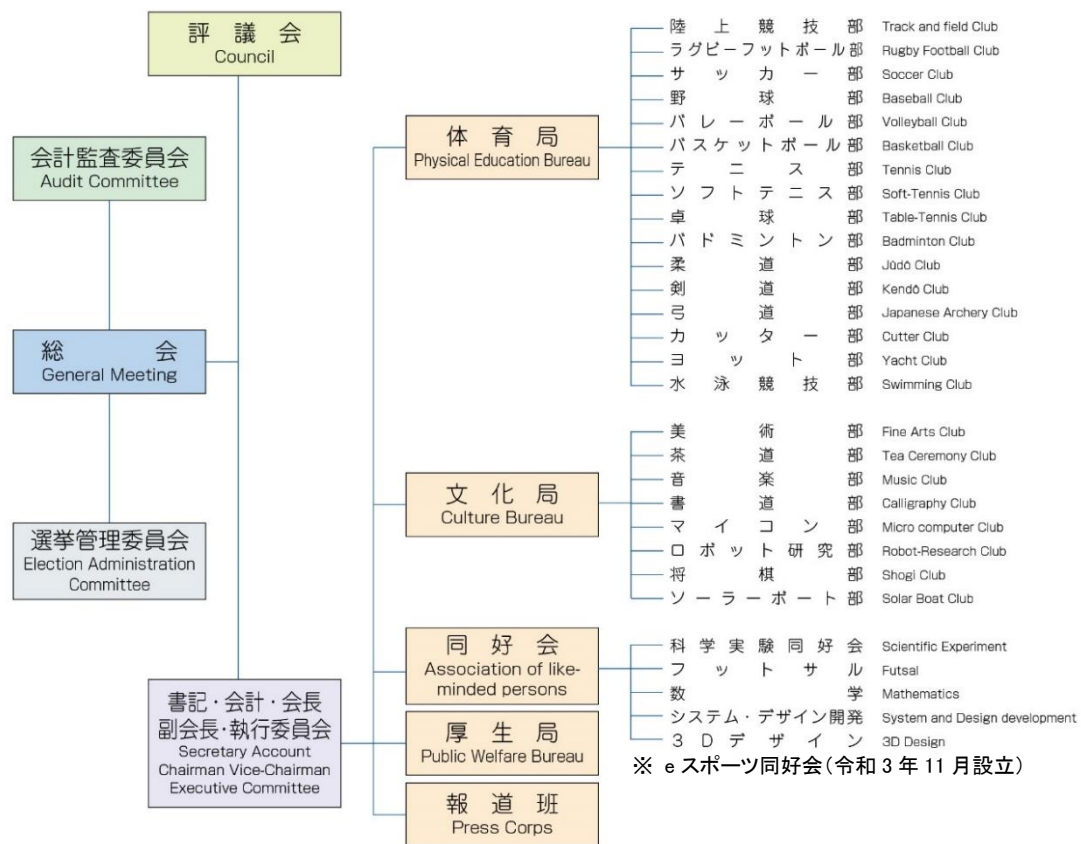 評議会
Council
会計監査委員会
Audit Committee
総会
General Meeting
選挙管理委員会
Election Administration
Committee
書記・会計・会長
副会長・執行委員会
Secretary Account
Chairman Vice-Chairman
Executive Committee
体育局
Physical Education Bureau
陸上競技部 Track and field Club
ラグビーフットボール部 Rugby Football Club
サッカー部 Soccer Club
野球部 Baseball Club
バレーボール部 Volleyball Club
バスケットボール部 Basketball Club
テニス部 Tennis Club
ソフトテニス部 Soft-Tennis Club
卓球部 Table-Tennis Club
バドミントン部 Badminton Club
柔道部 Jūdō Club
剣道部 Kendō Club
弓道部 Japanese Archery Club
カッター部 Cutter Club
ヨット部 Yacht Club
水泳競技部 Swimming Club
文化局
Culture Bureau
美術部 Fine Arts Club
茶道部 Tea Ceremony Club
音楽部 Music Club
書道部 Calligraphy Club
マイコン部 Micro computer Club
ロボット研究部 Robot-Research Club
将棋部 Shogi Club
ソーラーボート部 Solar Boat Club
同好会
Association of like-
minded persons
科学実験同好会 Scientific Experiment
フットサル Futsal
数学 Mathematics
システム・デザイン開発 System and Design development
3Dデザイン 3D Design
※ eスポーツ同好会(令和3年11月設立)
厚生局
Public Welfare Bureau
報道班
Press Corps